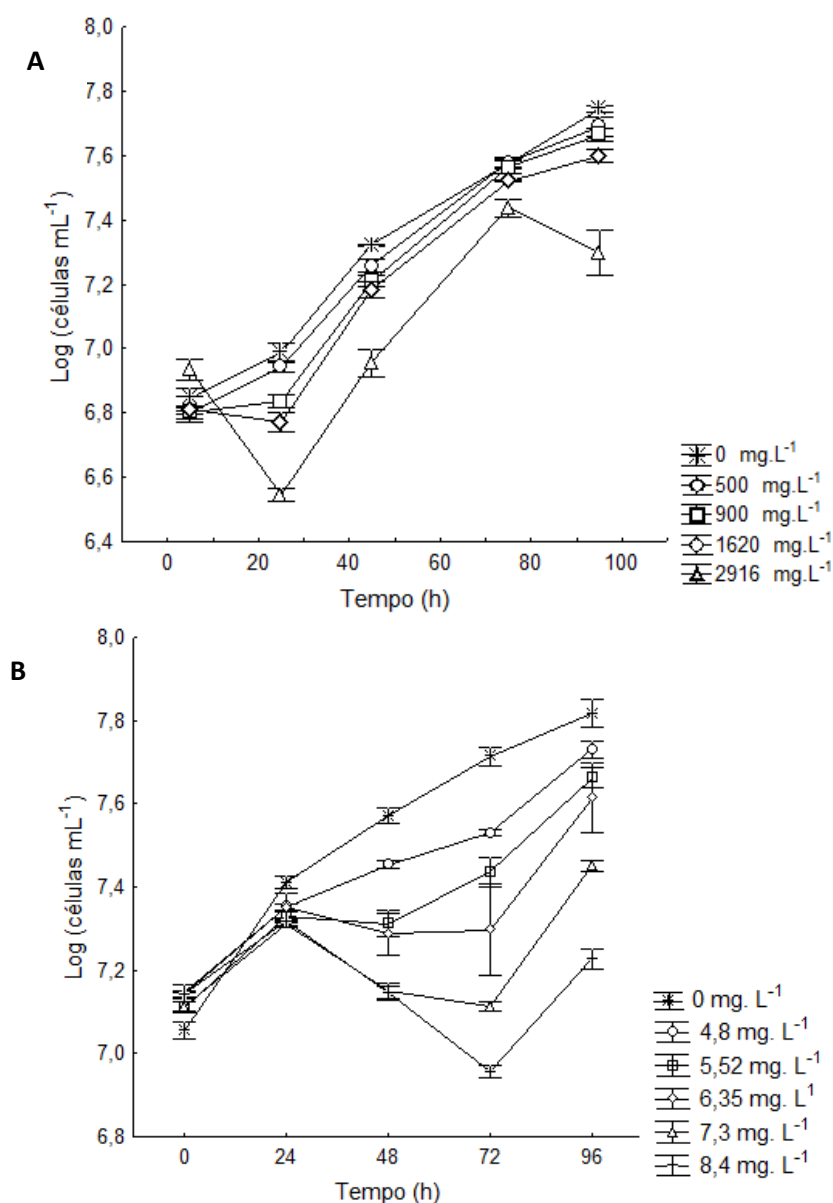 A
8,0
7,8
7,6
7,4
7,2
7,0
6,8
6,6
6,4
Log (células mL⁻¹)
0 20 40 60 80 100
Tempo (h)
0 mg.L⁻¹
500 mg.L⁻¹
900 mg.L⁻¹
1620 mg.L⁻¹
2916 mg.L⁻¹
B
8,0
7,8
7,6
7,4
7,2
7,0
6,8
Log (células mL⁻¹)
0 24 48 72 96
Tempo (h)
0 mg. L⁻¹
4,8 mg. L⁻¹
5,52 mg. L⁻¹
6,35 mg. L¹
7,3 mg. L⁻¹
8,4 mg. L⁻¹